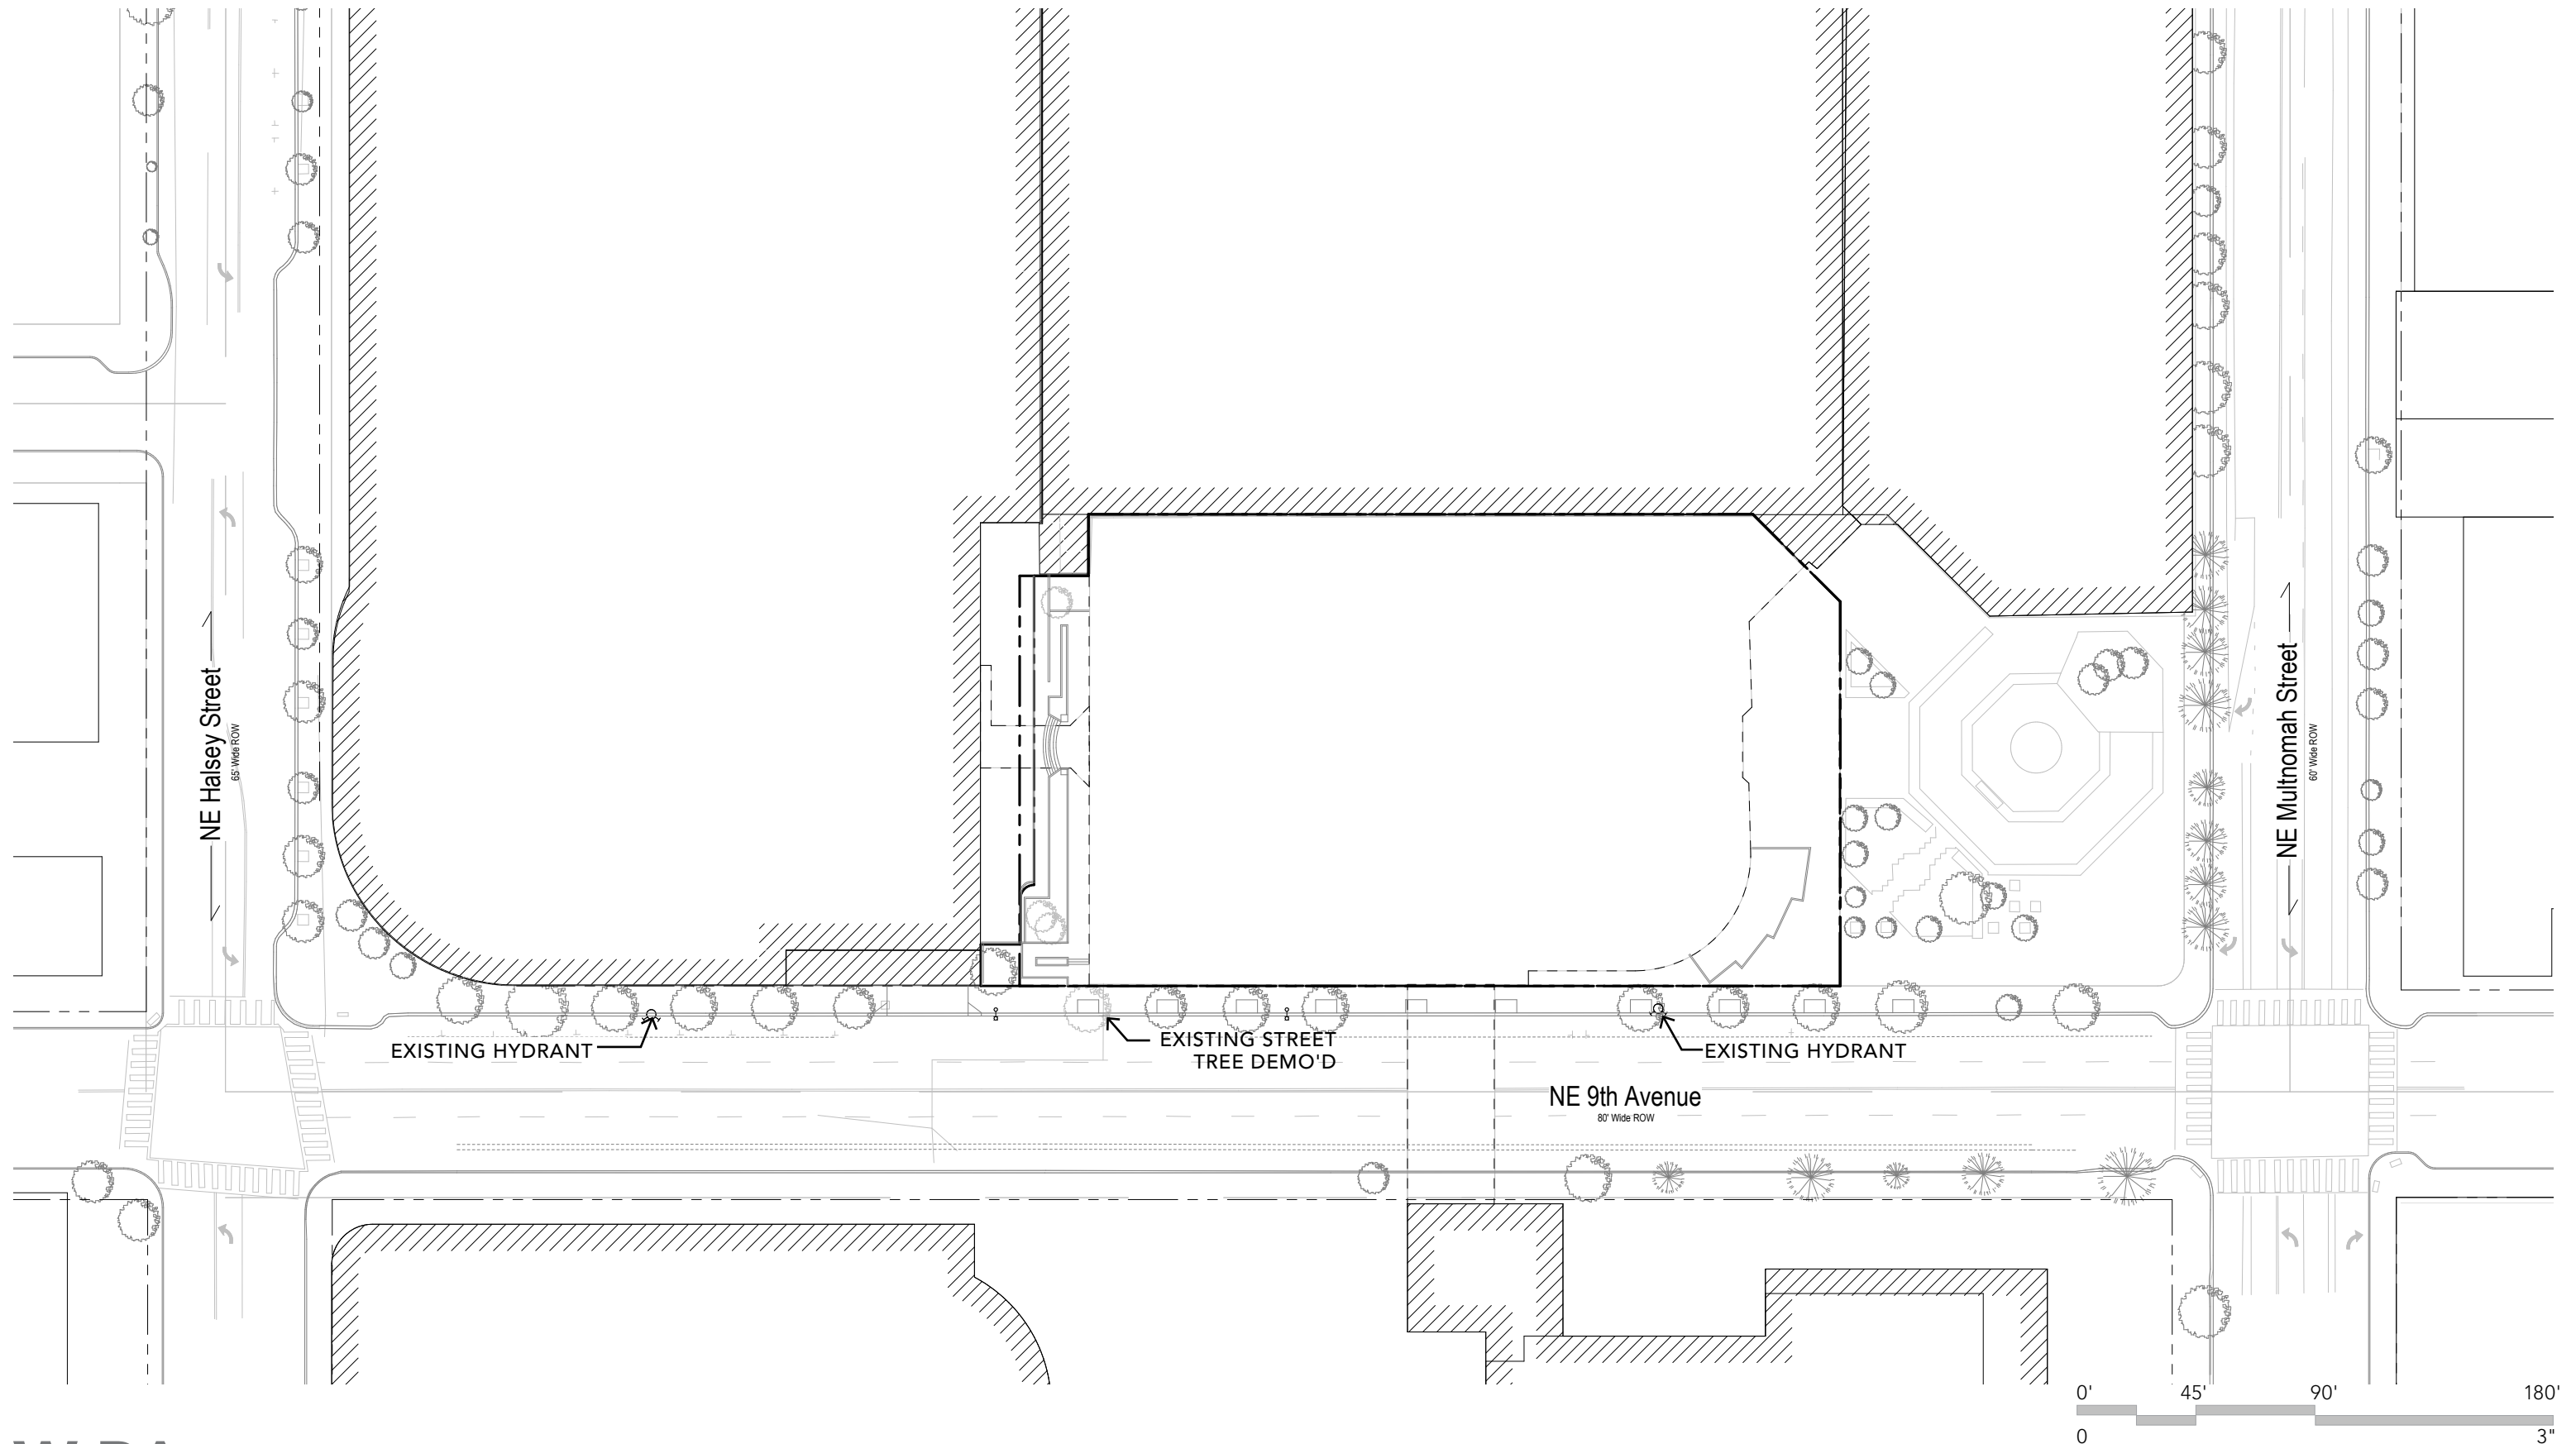 NE Halsey Street
65' Wide ROW
NE Multnomah Street
60' Wide ROW
EXISTING HYDRANT
EXISTING STREET
TREE DEMO'D
EXISTING HYDRANT
NE 9th Avenue
80' Wide ROW
0' 45' 90' 180'
0 3"